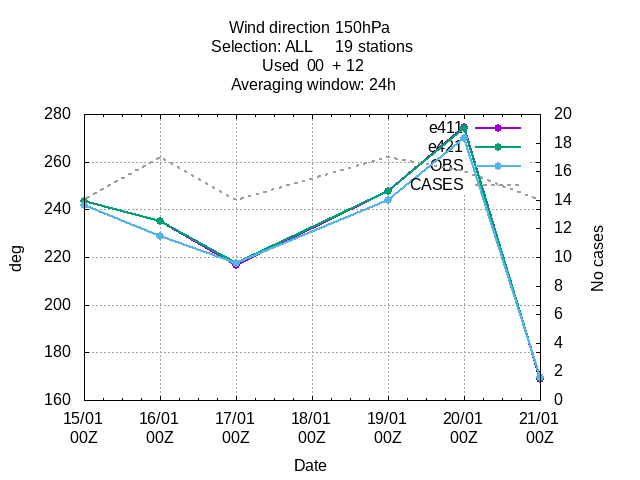 Wind direction 150hPa
Selection: ALL 19 stations
Used 00 + 12
Averaging window: 24h
280
260
240
220
200
180
160
20
18
16
14
12
10
8
6
4
2
0
e411
e421
OBS
CASES
deg
No cases
15/01 16/01 17/01 18/01 19/01 20/01 21/01
00Z 00Z 00Z 00Z 00Z 00Z 00Z
Date